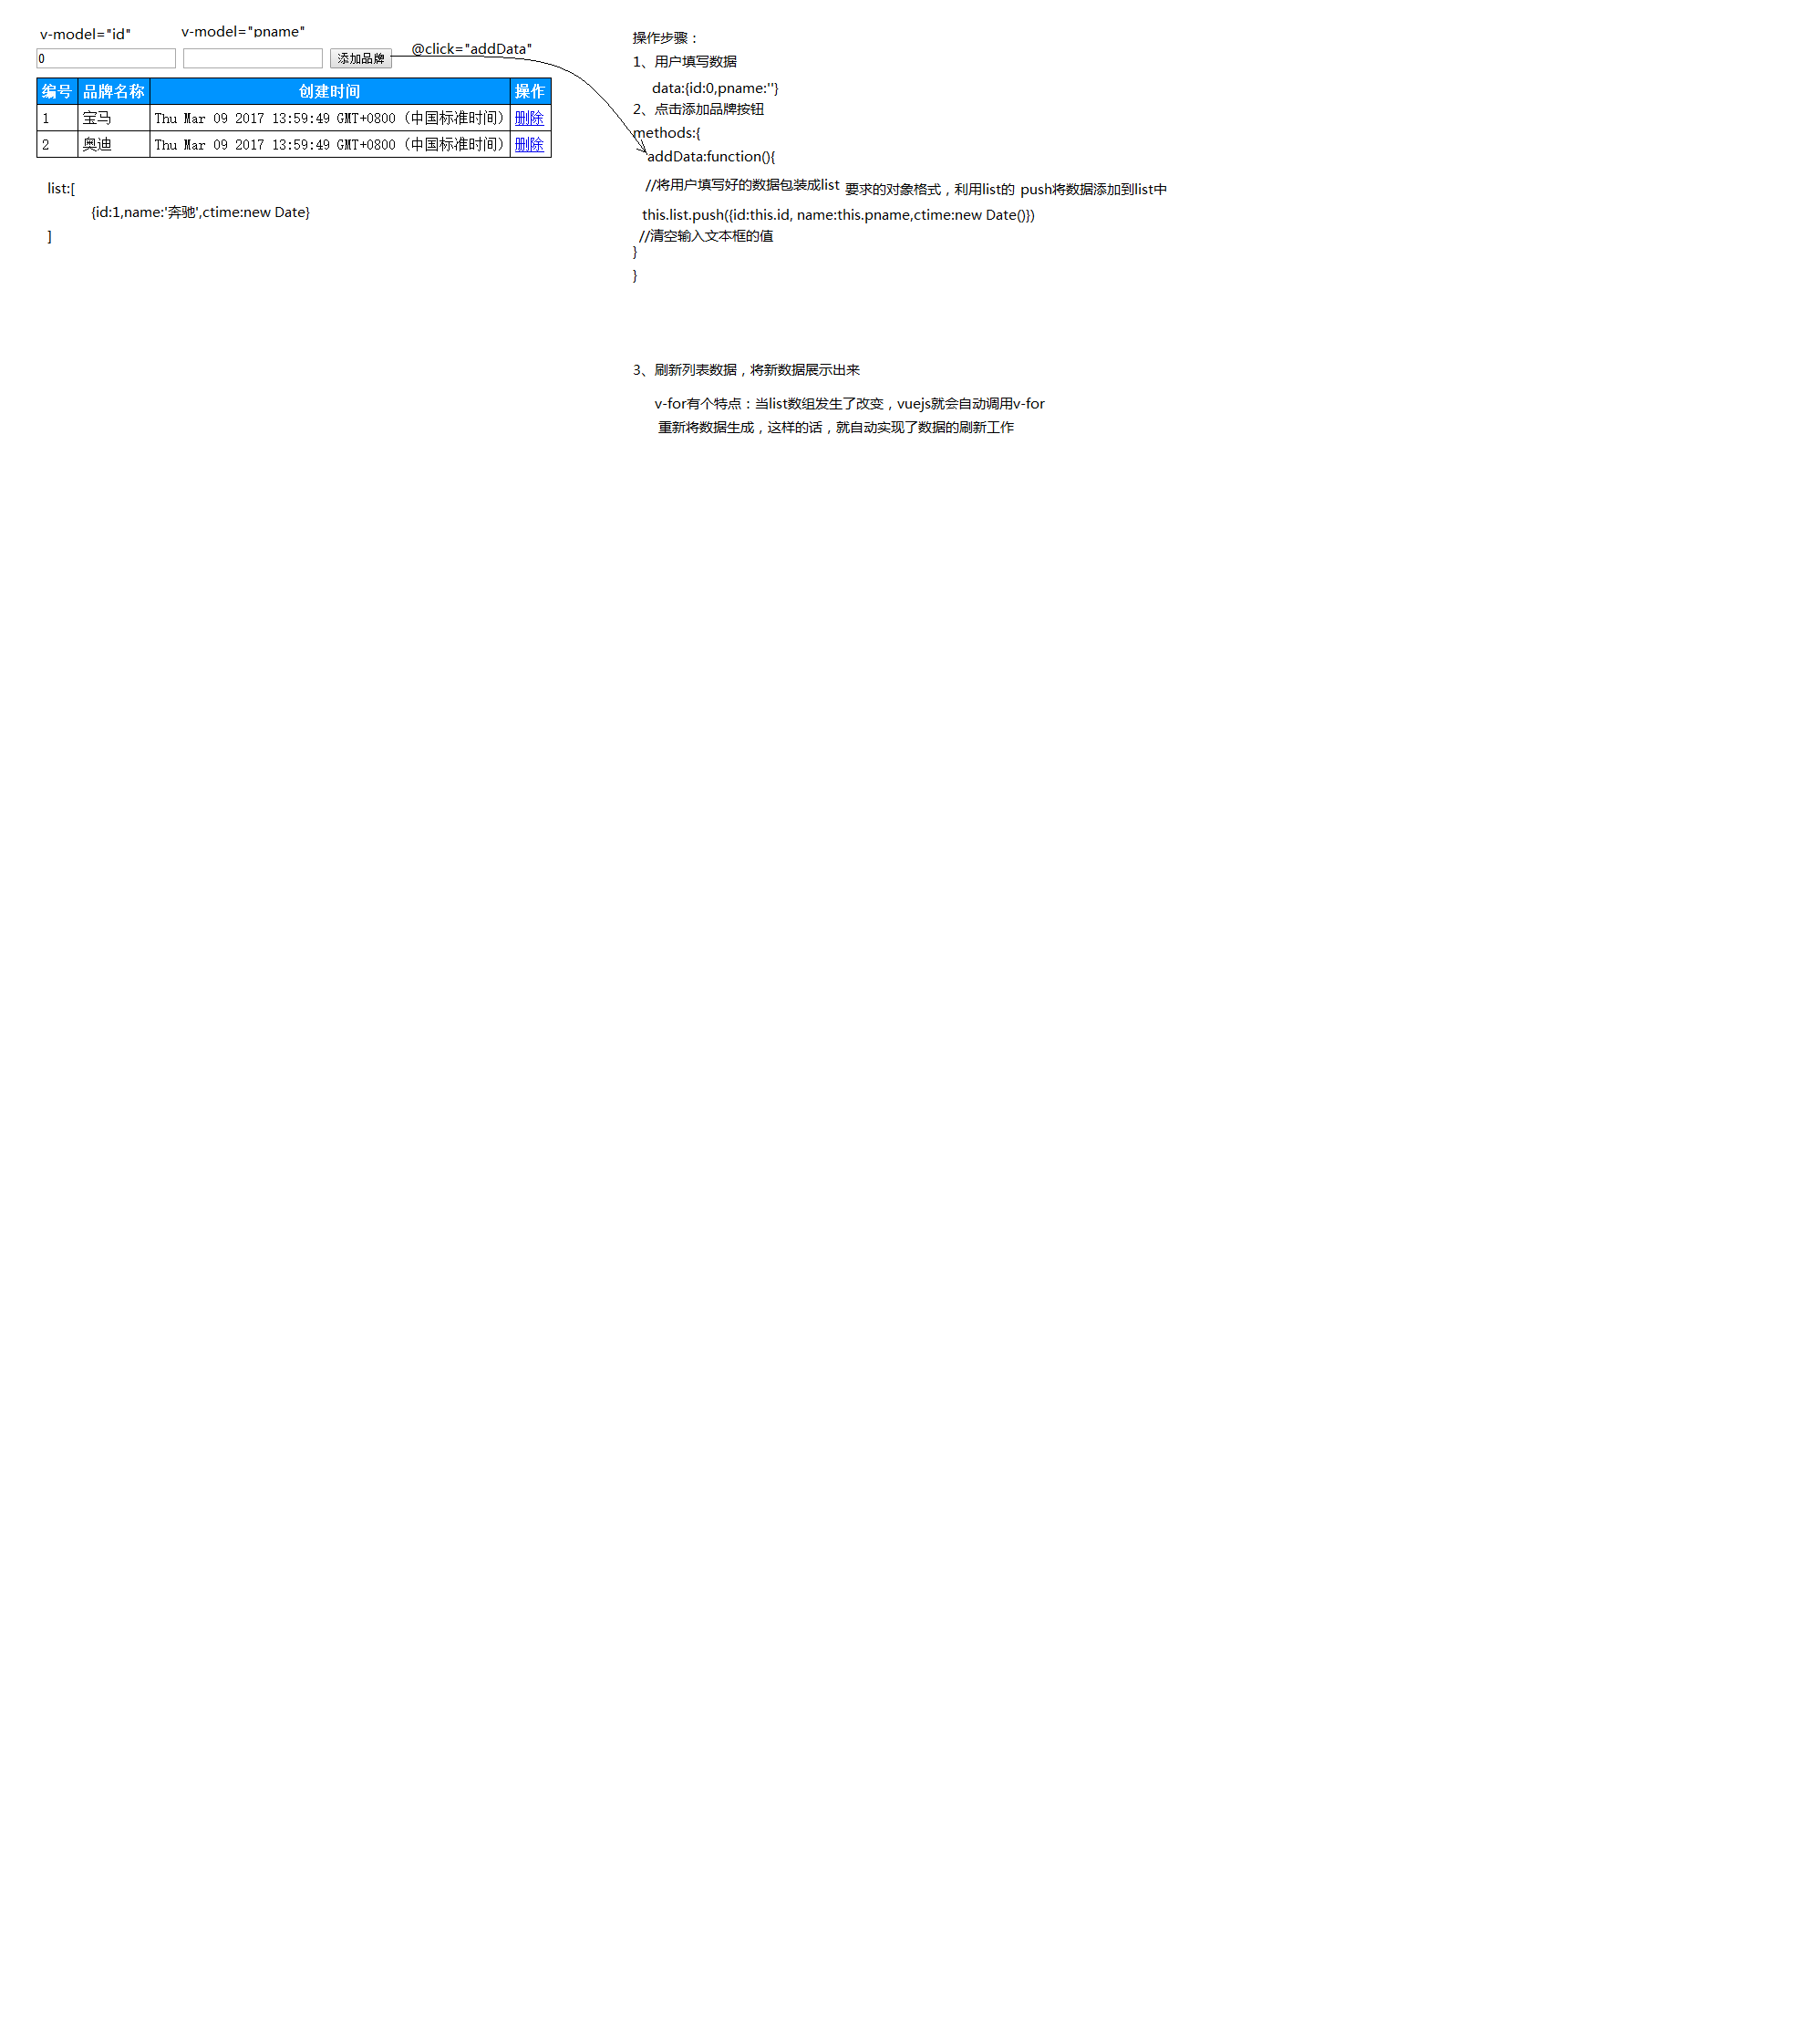 v-model="id"
v-model="pname"
0
添加品牌
@click="addData"
编号 品牌名称 创建时间 操作
1 宝马 Thu Mar 09 2017 13:59:49 GMT+0800 (中国标准时间) 删除
2 奥迪 Thu Mar 09 2017 13:59:49 GMT+0800 (中国标准时间) 删除
list:[
{id:1,name:'奔驰',ctime:new Date}
]
操作步骤：
1、用户填写数据
data:{id:0,pname:''}
2、点击添加品牌按钮
methods:{
addData:function(){
//将用户填写好的数据包装成list 要求的对象格式，利用list的 push将数据添加到list中
this.list.push({id:this.id, name:this.pname,ctime:new Date()})
//清空输入文本框的值
}
}
3、刷新列表数据，将新数据展示出来
v-for有个特点：当list数组发生了改变，vuejs就会自动调用v-for
重新将数据生成，这样的话，就自动实现了数据的刷新工作